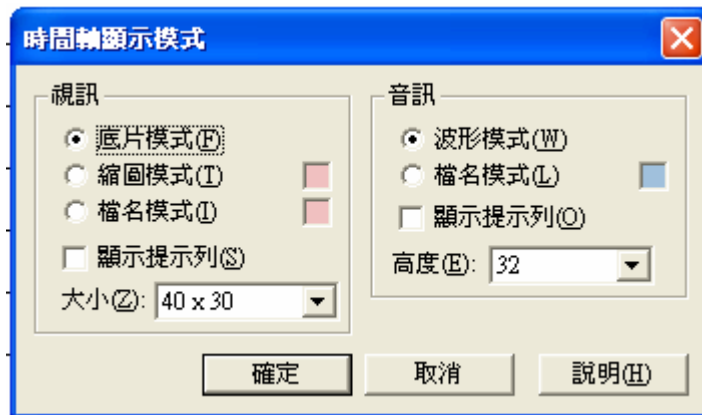 時間軸顯示模式
視訊
底片模式(F)
縮圖模式(T)
檔名模式(I)
顯示提示列(S)
大小(Z): 40 x 30
音訊
波形模式(W)
檔名模式(L)
顯示提示列(O)
高度(E): 32
確定
取消
說明(H)